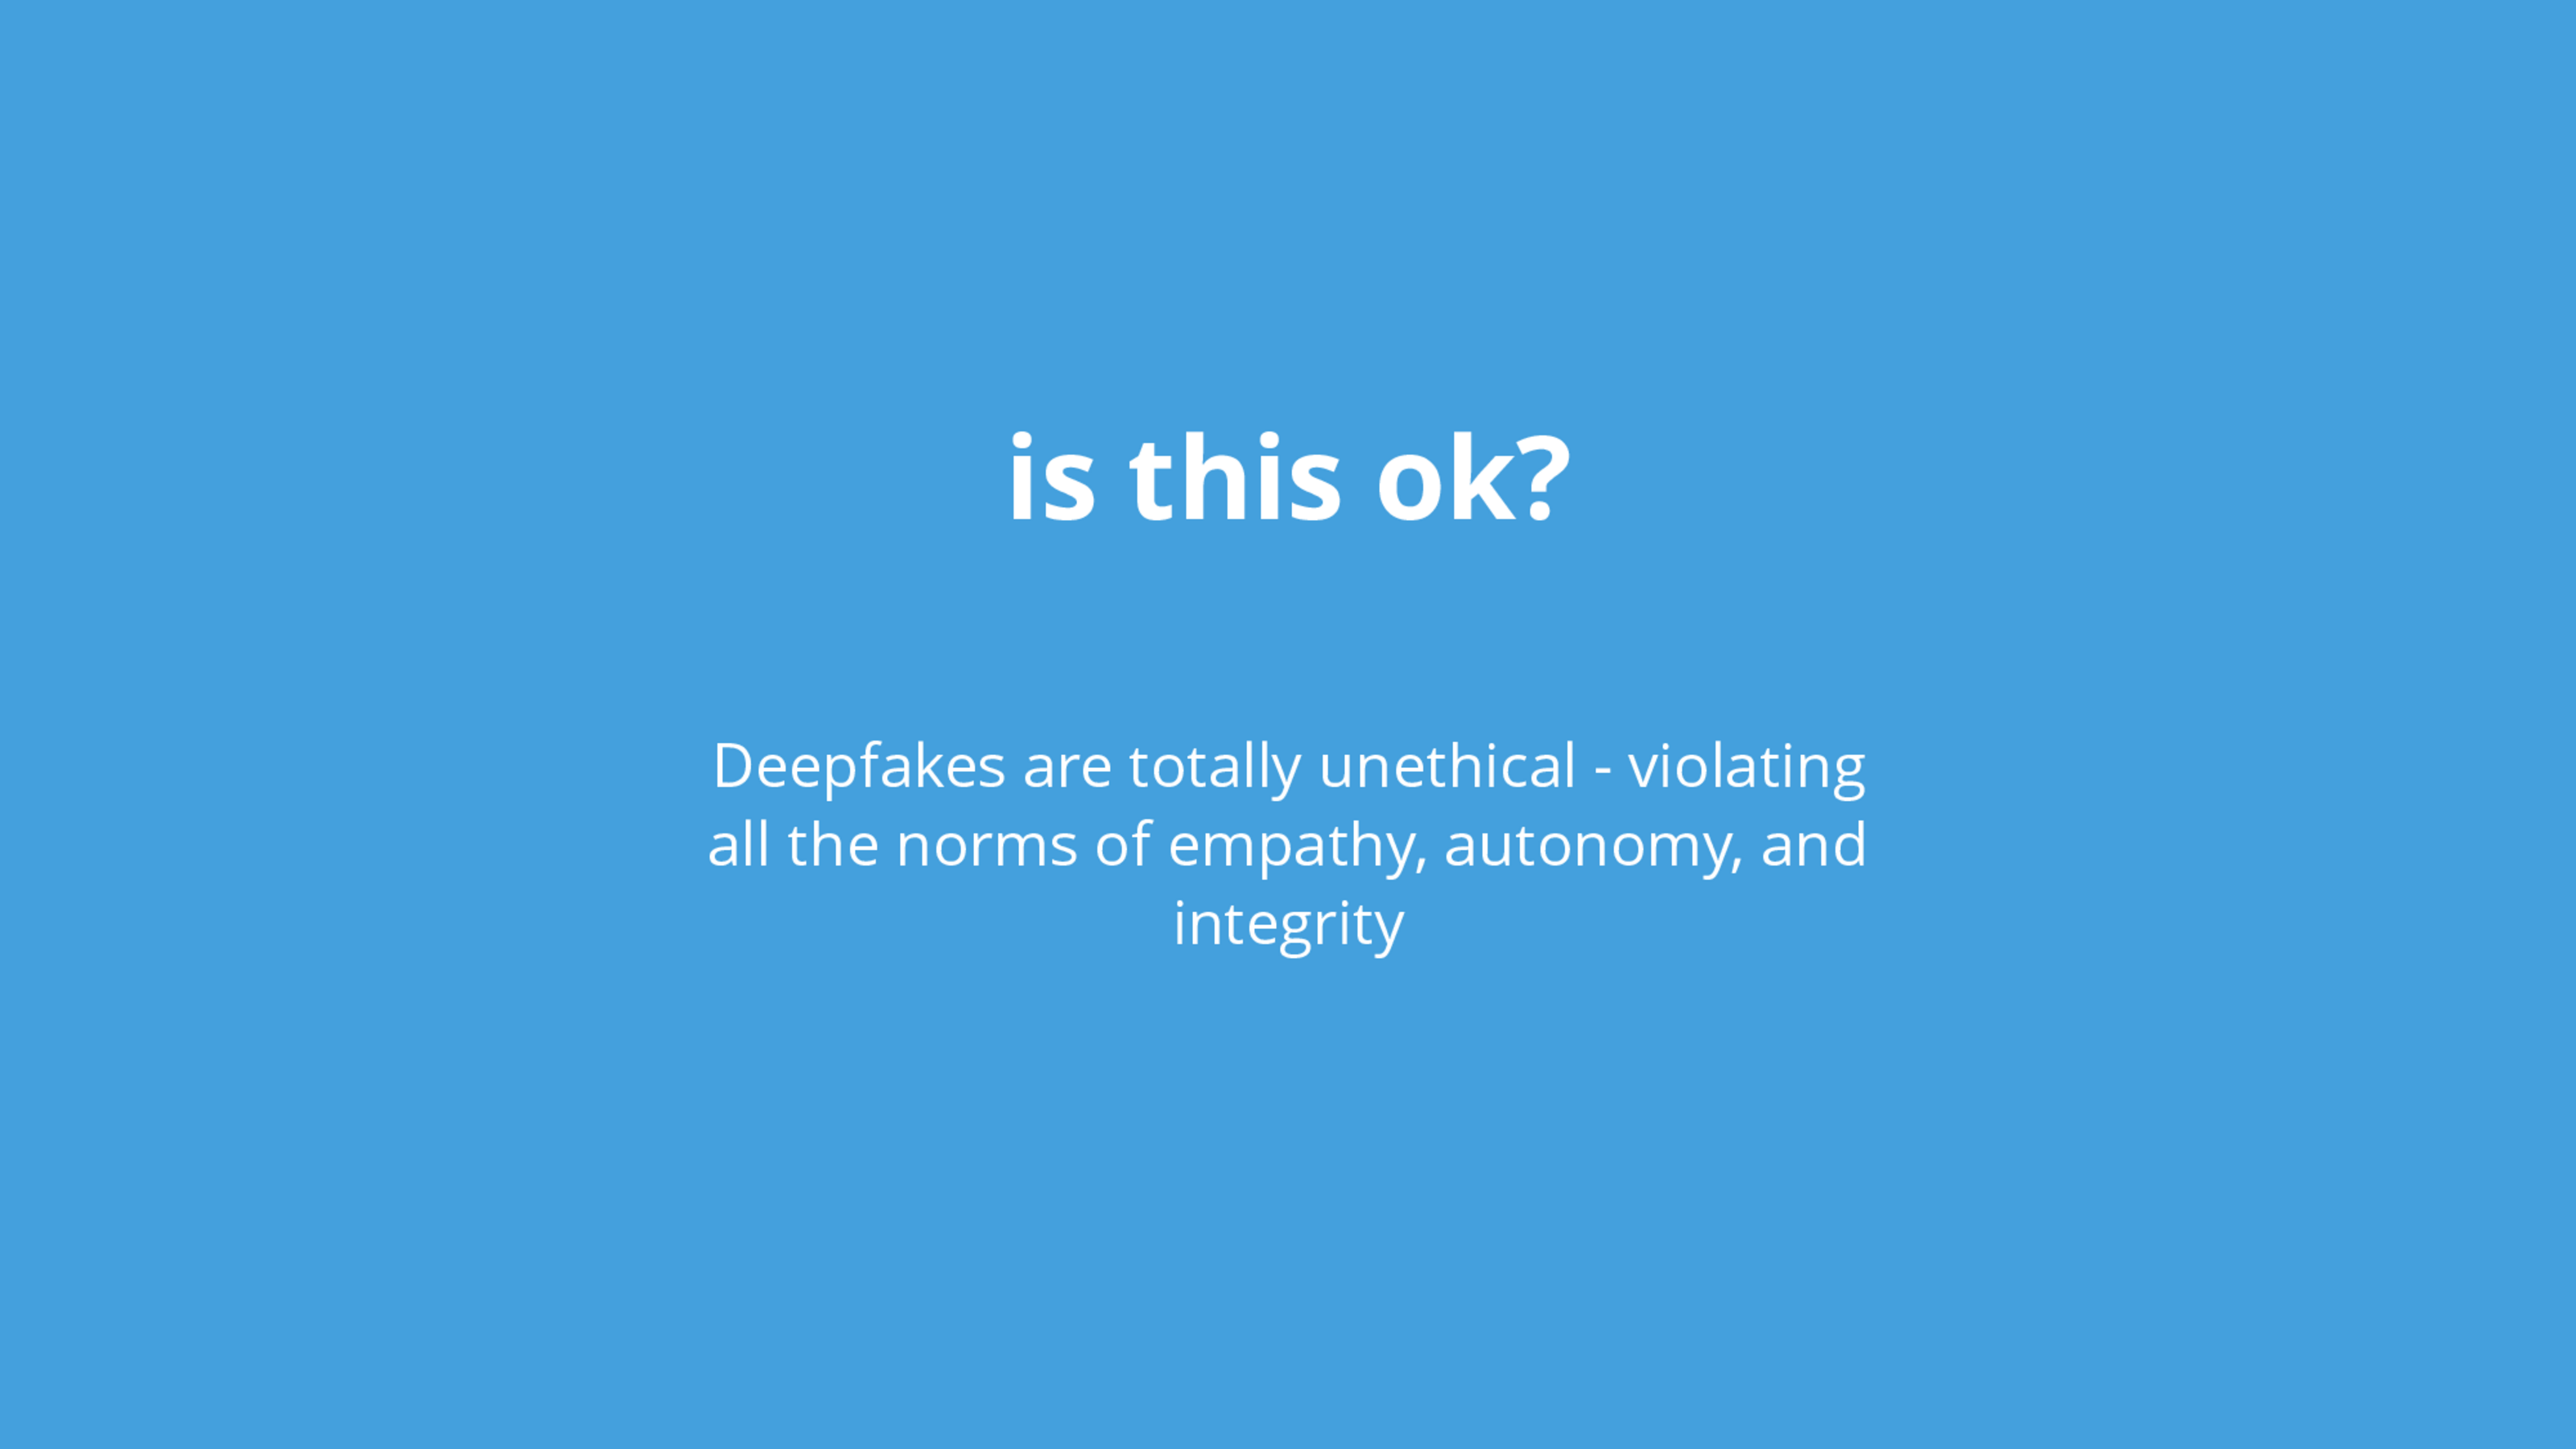 is this ok?
Deepfakes are totally unethical - violating
all the norms of empathy, autonomy, and
integrity